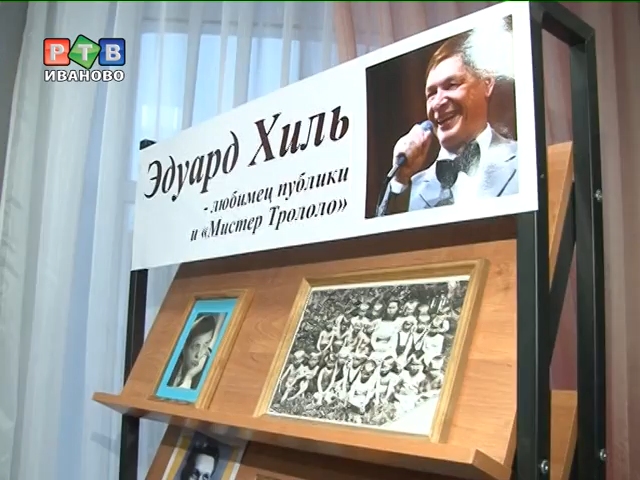 РТВ
ИВАНОВО
Эдуард Хиль
- любимец публики
и «Мистер Трололо»